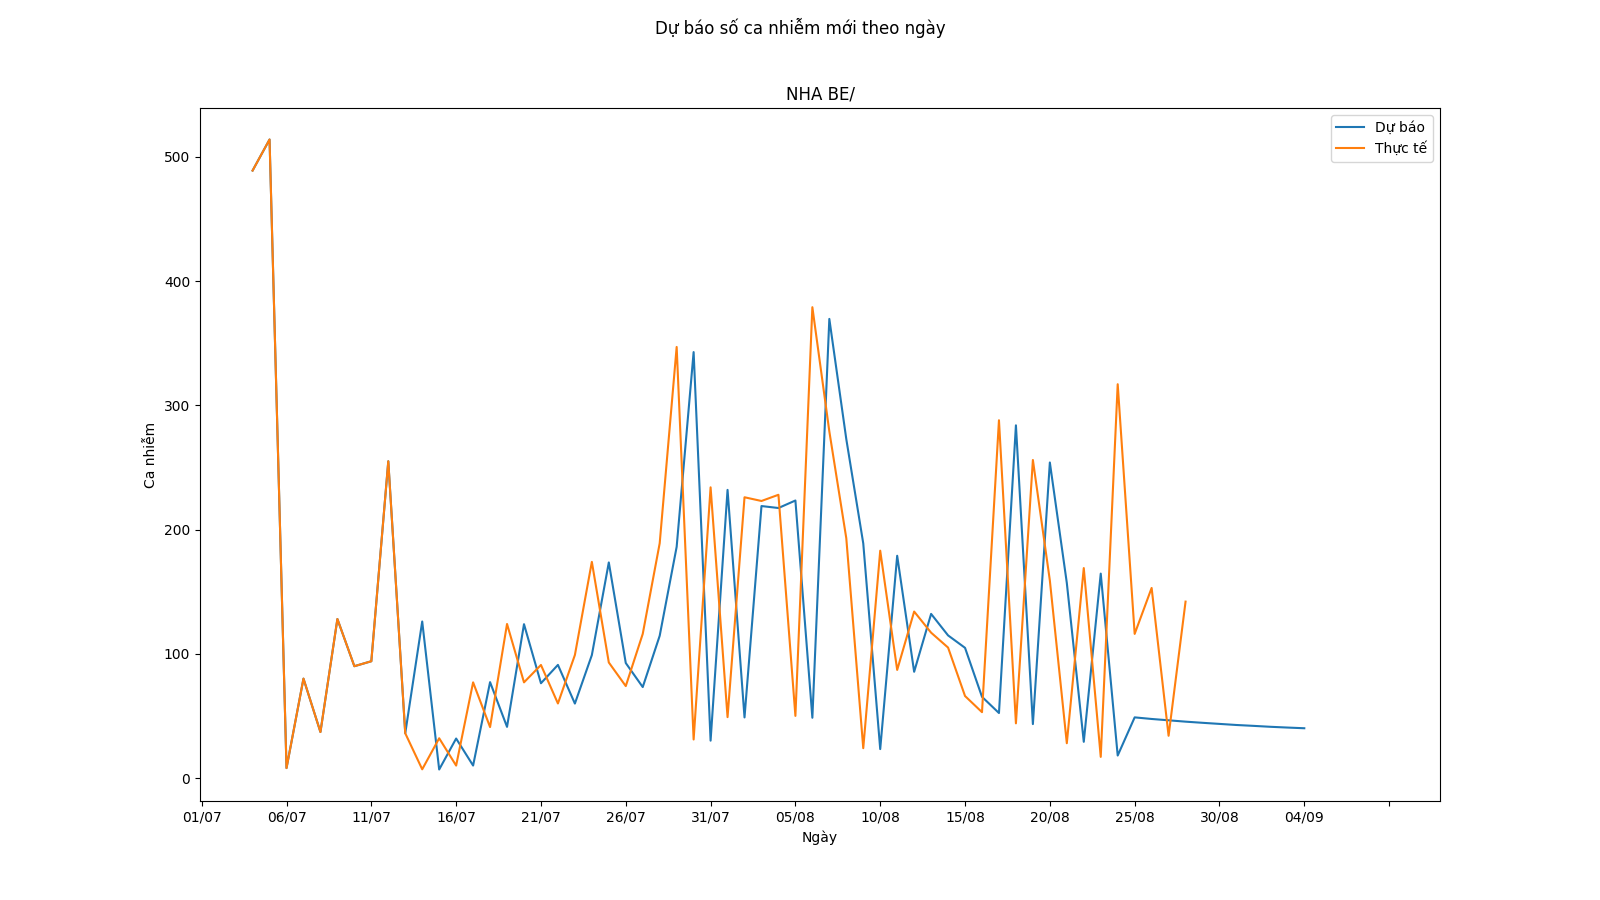 Dự báo số ca nhiễm mới theo ngày
NHA BE/
Dự báo
Thực tế
500
400
300
200
100
0
Ca nhiễm
01/07 06/07 11/07 16/07 21/07 26/07 31/07 05/08 10/08 15/08 20/08 25/08 30/08 04/09
Ngày